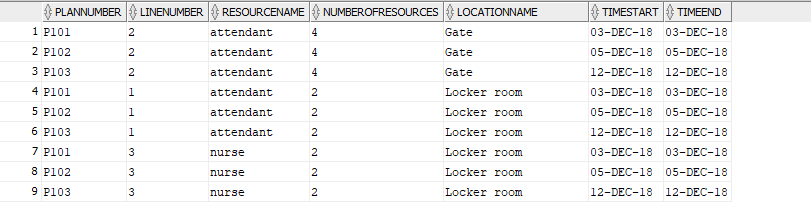 PLANNUMBER LINENUMBER RESOURCENAME NUMBEROFRESOURCES LOCATIONNAME TIMESTART TIMEEND
1 P101 2 attendant 4 Gate 03-DEC-18 03-DEC-18
2 P102 2 attendant 4 Gate 05-DEC-18 05-DEC-18
3 P103 2 attendant 4 Gate 12-DEC-18 12-DEC-18
4 P101 1 attendant 2 Locker room 03-DEC-18 03-DEC-18
5 P102 1 attendant 2 Locker room 05-DEC-18 05-DEC-18
6 P103 1 attendant 2 Locker room 12-DEC-18 12-DEC-18
7 P101 3 nurse 2 Locker room 03-DEC-18 03-DEC-18
8 P102 3 nurse 2 Locker room 05-DEC-18 05-DEC-18
9 P103 3 nurse 2 Locker room 12-DEC-18 12-DEC-18